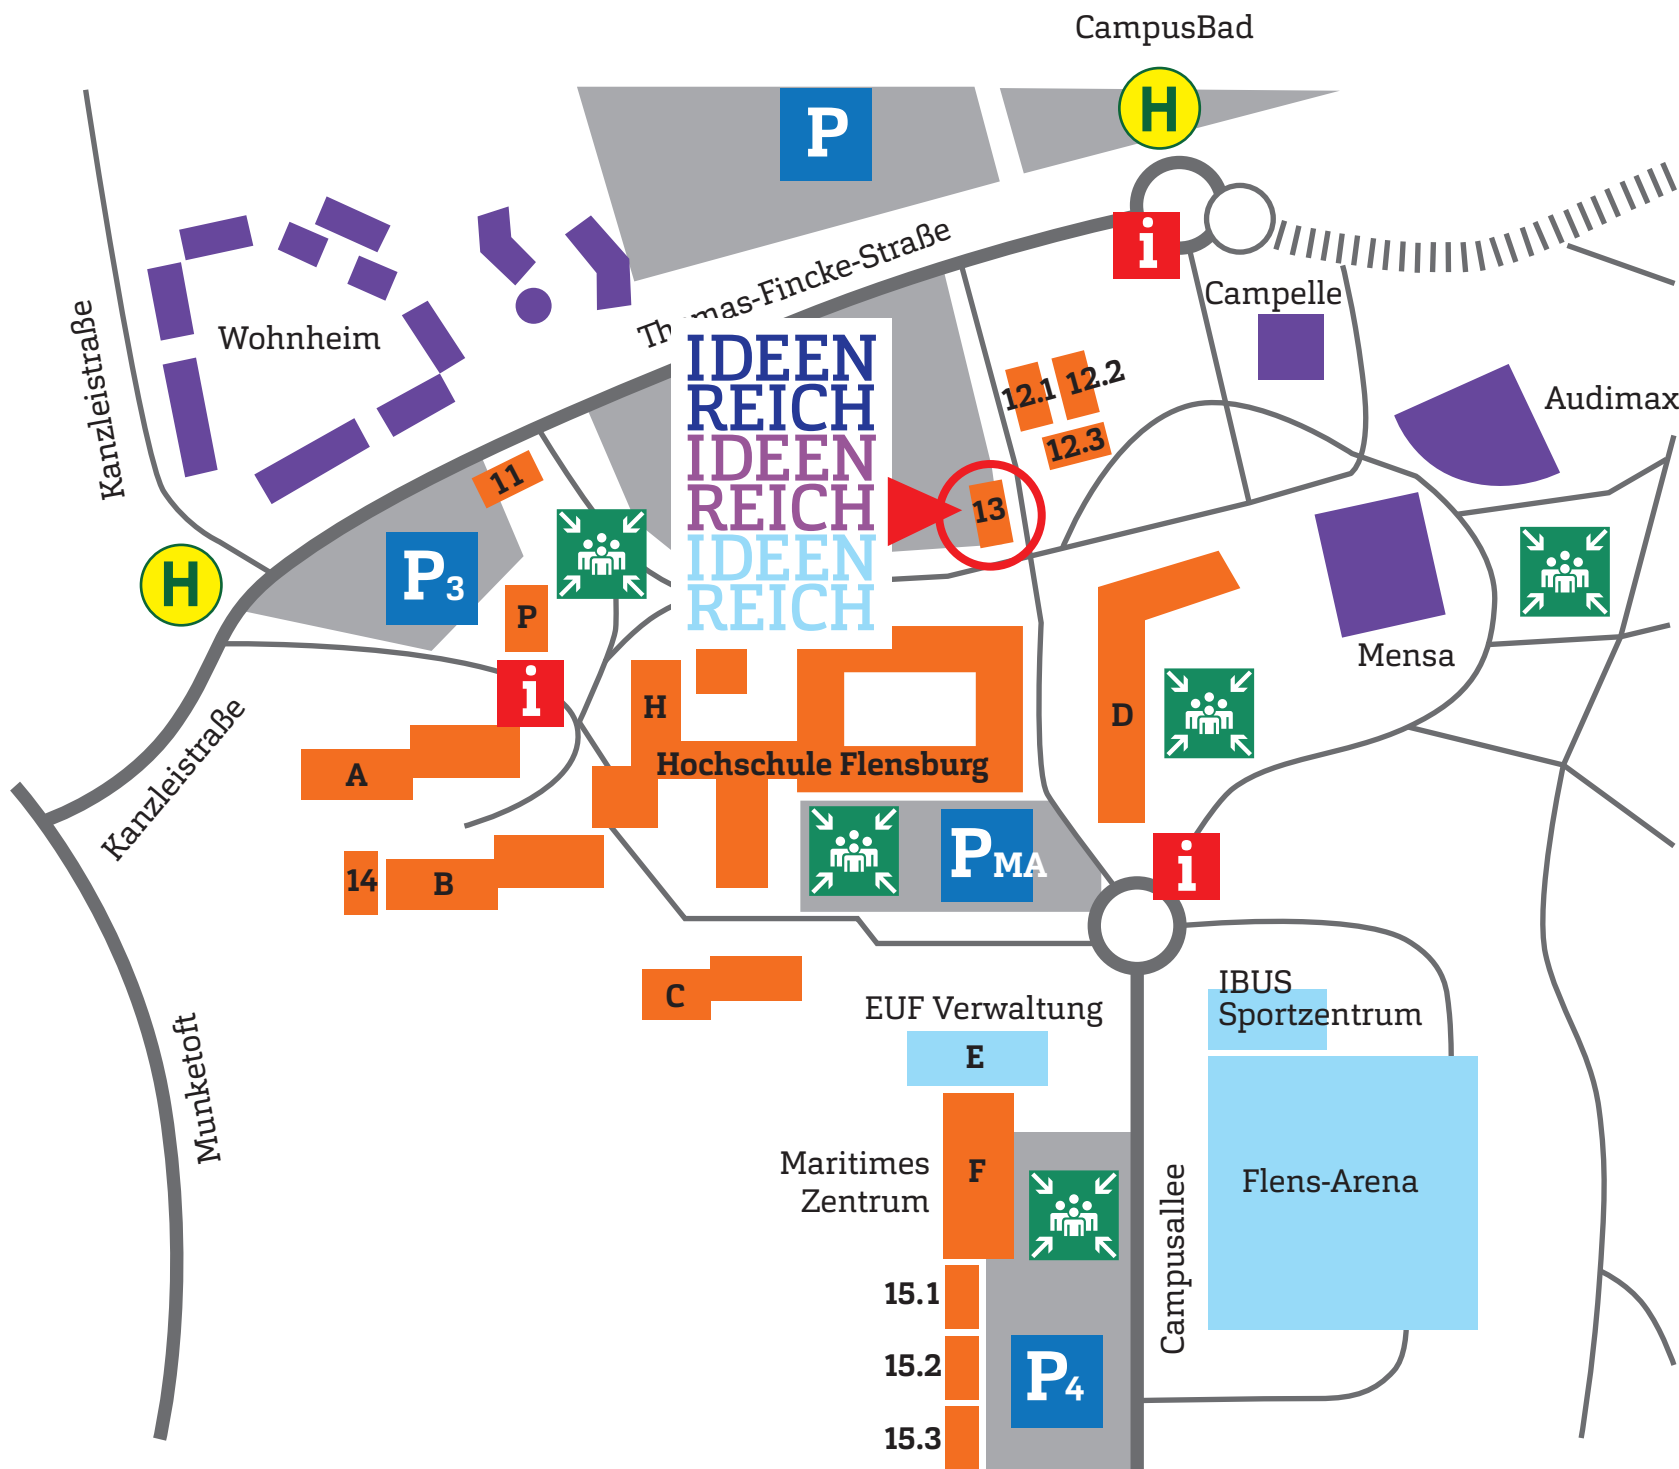 CampusBad
H
P
i
Thomas-Fincke-Straße
Campelle
Kanzleistraße
Wohnheim
IDEEN
REICH
IDEEN
REICH
IDEEN
REICH
12.1
12.2
12.3
Audimax
11
13
H
P3
P
Mensa
i
H
D
Kanzleistraße
A
Hochschule Flensburg
14
B
PMA
i
C
EUF Verwaltung
IBUS
Sportzentrum
E
Munketoft
Maritimes
Zentrum
F
Campusallee
Flens-Arena
15.1
15.2
P4
15.3